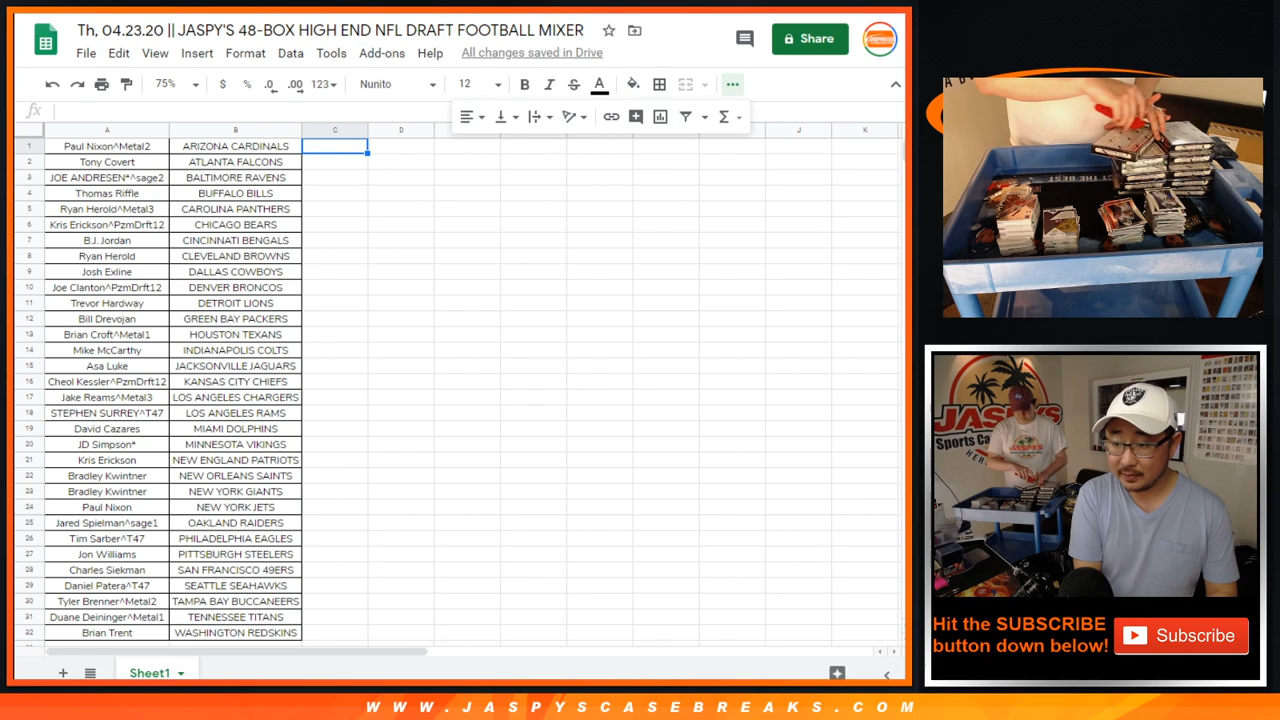 Th, 04.23.20 || JASPY'S 48-BOX HIGH END NFL DRAFT FOOTBALL MIXER
File Edit View Insert Format Data Tools Add-ons Help All changes saved in Drive
Share
75% $ % .0 .00 123 Nunito 12 B I S A
fx
A B C D J K
1 Paul Nixon^Metal2 ARIZONA CARDINALS
2 Tony Covert ATLANTA FALCONS
3 JOE ANDRESEN*^sage2 BALTIMORE RAVENS
4 Thomas Riffle BUFFALO BILLS
5 Ryan Herold^Metal3 CAROLINA PANTHERS
6 Kris Erickson^PzmDrft12 CHICAGO BEARS
7 B.J. Jordan CINCINNATI BENGALS
8 Ryan Herold CLEVELAND BROWNS
9 Josh Exline DALLAS COWBOYS
10 Joe Clanton^PzmDrft12 DENVER BRONCOS
11 Trevor Hardway DETROIT LIONS
12 Bill Drevojan GREEN BAY PACKERS
13 Brian Croft^Metal1 HOUSTON TEXANS
14 Mike McCarthy INDIANAPOLIS COLTS
15 Asa Luke JACKSONVILLE JAGUARS
16 Cheol Kessler^PzmDrft12 KANSAS CITY CHIEFS
17 Jake Reams^Metal3 LOS ANGELES CHARGERS
18 STEPHEN SURREY^T47 LOS ANGELES RAMS
19 David Cazares MIAMI DOLPHINS
20 JD Simpson* MINNESOTA VIKINGS
21 Kris Erickson NEW ENGLAND PATRIOTS
22 Bradley Kwintner NEW ORLEANS SAINTS
23 Bradley Kwintner NEW YORK GIANTS
24 Paul Nixon NEW YORK JETS
25 Jared Spielman^sage1 OAKLAND RAIDERS
26 Tim Sarber^T47 PHILADELPHIA EAGLES
27 Jon Williams PITTSBURGH STEELERS
28 Charles Siekman SAN FRANCISCO 49ERS
29 Daniel Patera^T47 SEATTLE SEAHAWKS
30 Tyler Brenner^Metal2 TAMPA BAY BUCCANEERS
31 Duane Deininger^Metal1 TENNESSEE TITANS
32 Brian Trent WASHINGTON REDSKINS
Sheet1
JASPYS
Hit the SUBSCRIBE
button down below!
Subscribe
WWW.JASPYSCASEBREAKS.COM